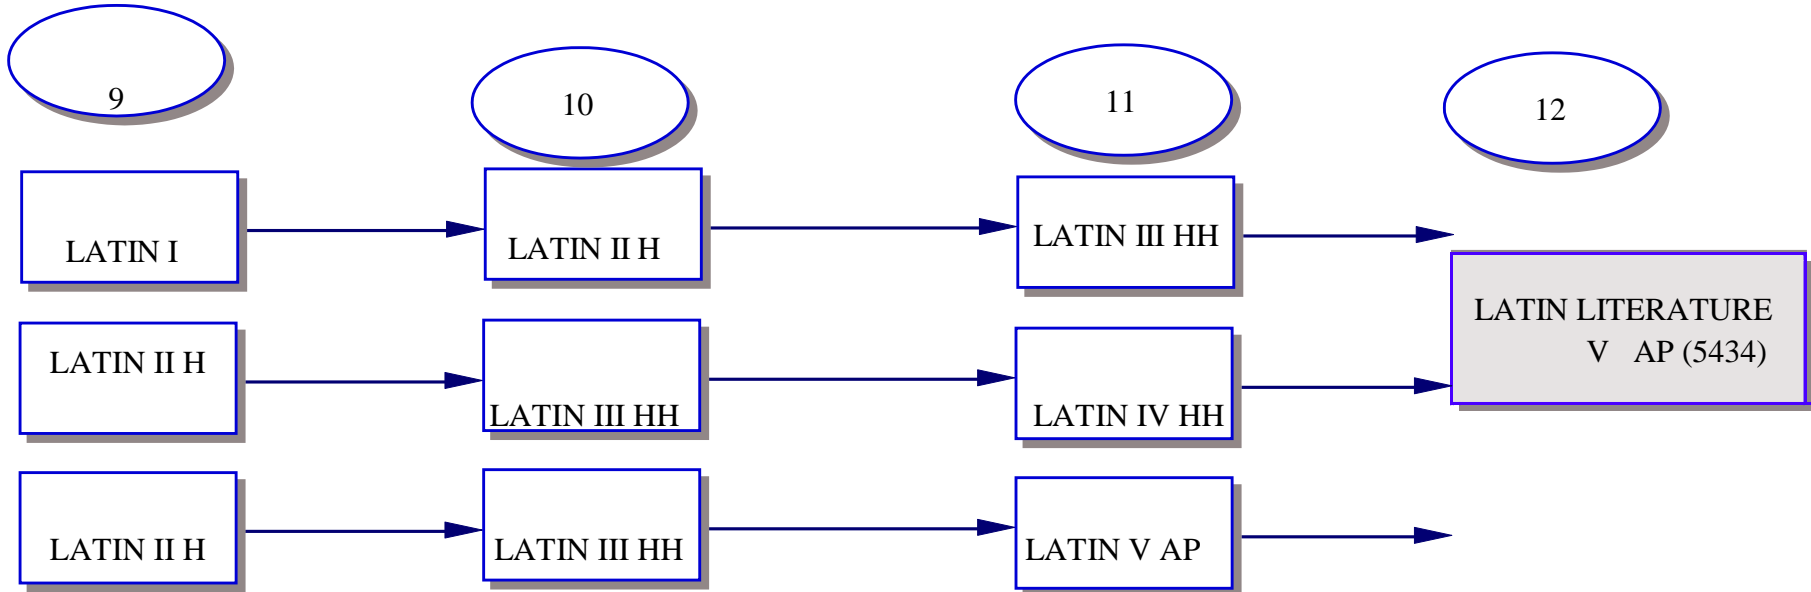 9
10
11
12
LATIN I
LATIN II H
LATIN III HH
LATIN LITERATURE
V AP (5434)
LATIN II H
LATIN III HH
LATIN IV HH
LATIN II H
LATIN III HH
LATIN V AP